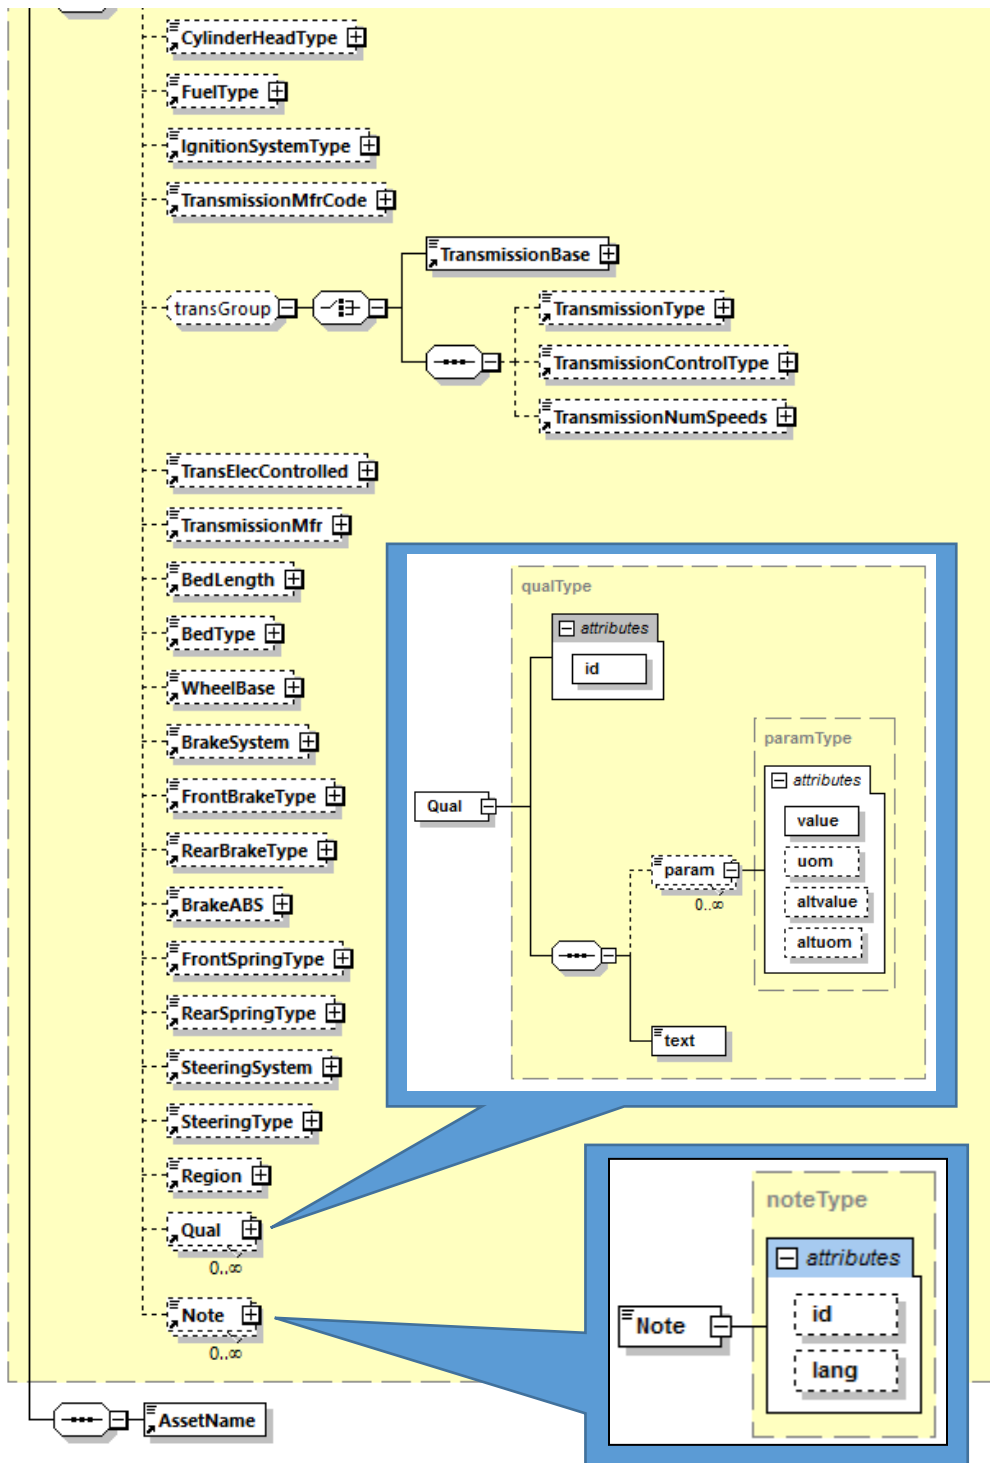 CylinderHeadType
FuelType
IgnitionSystemType
TransmissionMfrCode
TransmissionBase
transGroup
TransmissionType
TransmissionControlType
TransmissionNumSpeeds
TransElecControlled
TransmissionMfr
BedLength
BedType
WheelBase
BrakeSystem
FrontBrakeType
RearBrakeType
BrakeABS
FrontSpringType
RearSpringType
SteeringSystem
SteeringType
Region
Qual
0..∞
Note
0..∞
AssetName
qualType
attributes
id
Qual
paramType
attributes
value
uom
altvalue
altuom
param
0..∞
text
noteType
attributes
id
lang
Note